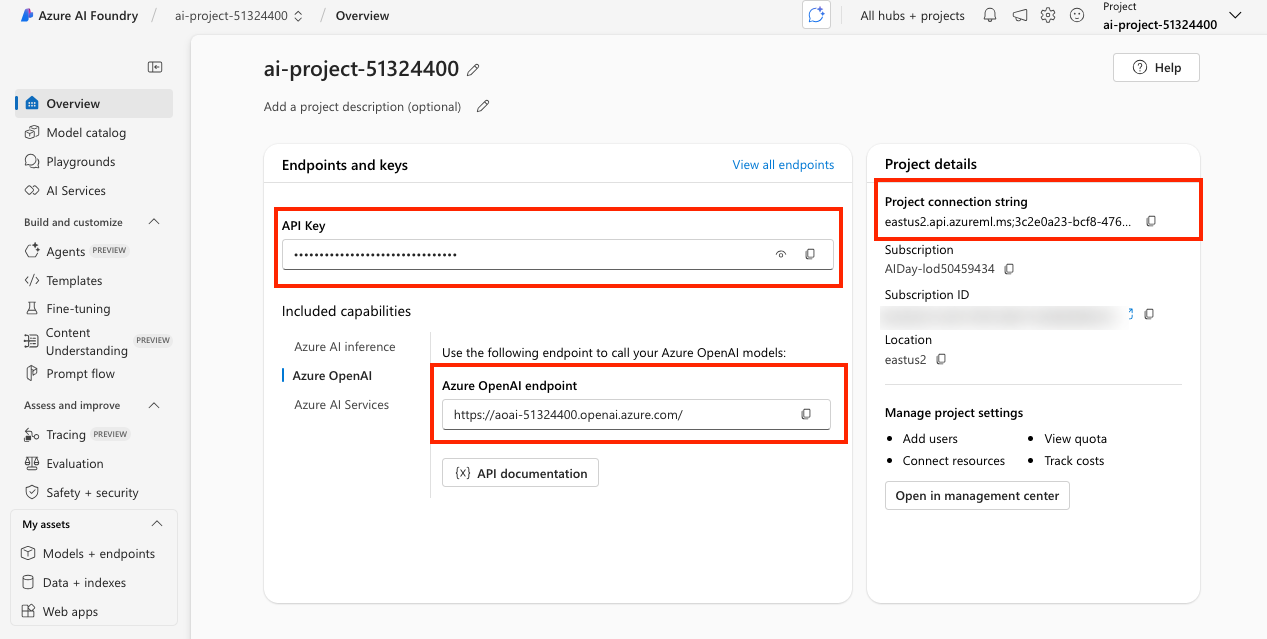 Azure AI Foundry / ai-project-51324400 / Overview
All hubs + projects
Project
ai-project-51324400
Overview
Model catalog
Playgrounds
AI Services
Build and customize
Agents PREVIEW
Templates
Fine-tuning
Content
Understanding PREVIEW
Prompt flow
Assess and improve
Tracing PREVIEW
Evaluation
Safety + security
My assets
Models + endpoints
Data + indexes
Web apps
ai-project-51324400
Help
Add a project description (optional)
Endpoints and keys
View all endpoints
API Key
••••••••••••••••••••••••••••••••
Included capabilities
Azure AI inference
Azure OpenAI
Azure AI Services
Use the following endpoint to call your Azure OpenAI models:
Azure OpenAI endpoint
https://aoai-51324400.openai.azure.com/
{x} API documentation
Project details
Project connection string
eastus2.api.azureml.ms;3c2e0a23-bcf8-476...
Subscription
AIDay-lod50459434
Subscription ID
Location
eastus2
Manage project settings
• Add users
• View quota
• Connect resources
• Track costs
Open in management center